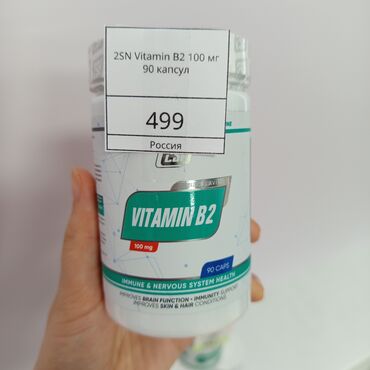 2SN Vitamin B2 100 мг
90 капсул
499
Россия
VITAMIN B2
100 mg
90 CAPS
IMMUNE & NERVOUS SYSTEM HEALTH
IMPROVES BRAIN FUNCTION • IMMUNITY SUPPORT
IMPROVES SKIN & HAIR CONDITIONS